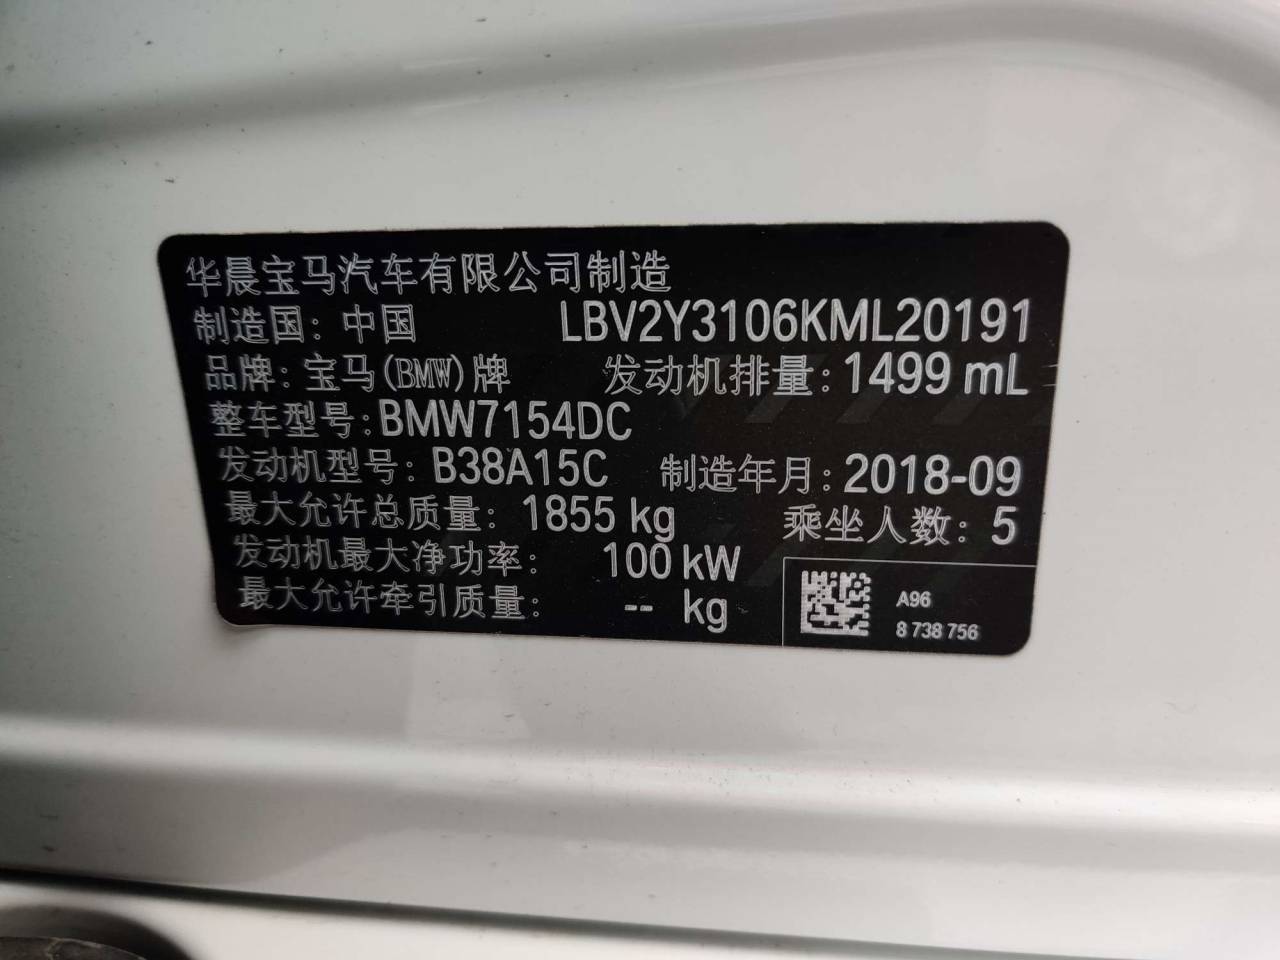 华晨宝马汽车有限公司制造
制造国：中国 LBV2Y3106KML20191
品牌：宝马(BMW)牌 发动机排量：1499 mL
整车型号：BMW7154DC
发动机型号：B38A15C 制造年月：2018-09
最大允许总质量：1855 kg 乘坐人数：5
发动机最大净功率：100 kW
最大允许牵引质量：-- kg
A96
8 738 756